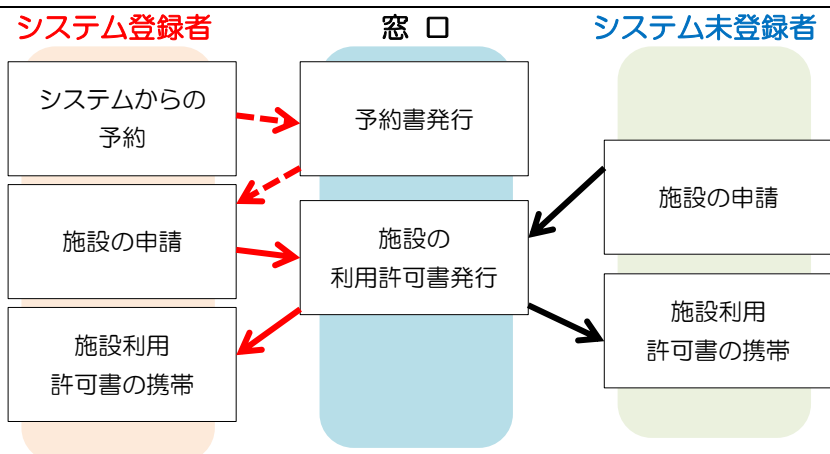 システム登録者
窓 口
システム未登録者
システムからの
予約
予約書発行
施設の申請
施設の申請
施設の
利用許可書発行
施設利用
許可書の携帯
施設利用
許可書の携帯